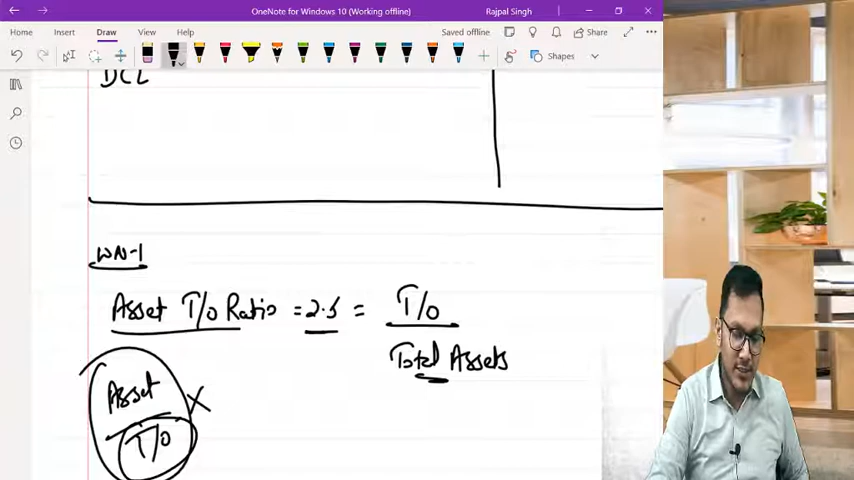 OneNote for Windows 10 (Working offline)
Rajpal Singh
Home Insert Draw View Help
Saved offline
Share
Shapes
DCL
WN-1
Asset T/o Ratio = 2.5 = T/o
Total Assets
Asset X
T/o